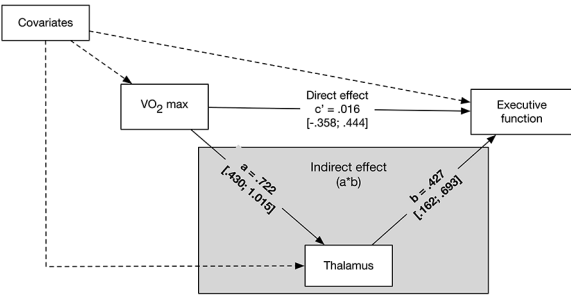 Covariates
VO2 max
Direct effect
c' = .016
[-.358; .444]
Executive
function
Indirect effect
(a*b)
a = .722
[.430; 1.015]
b = .427
[.162; .693]
Thalamus